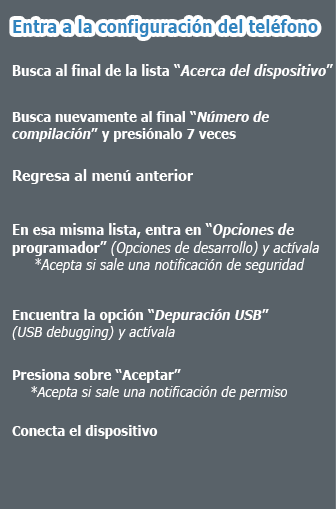 Entra a la configuración del teléfono
Busca al final de la lista “Acerca del dispositivo”
Busca nuevamente al final “Número de
compilación” y presiónalo 7 veces
Regresa al menú anterior
En esa misma lista, entra en “Opciones de
programador” (Opciones de desarrollo) y actívala
*Acepta si sale una notificación de seguridad
Encuentra la opción “Depuración USB”
(USB debugging) y actívala
Presiona sobre “Aceptar”
*Acepta si sale una notificación de permiso
Conecta el dispositivo